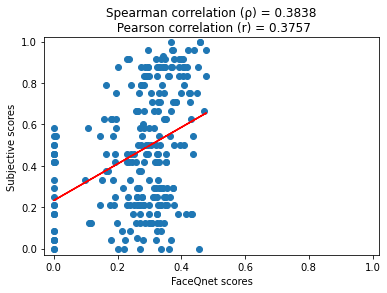 Spearman correlation (ρ) = 0.3838
Pearson correlation (r) = 0.3757
1.0
0.8
0.6
0.4
0.2
0.0
Subjective scores
0.0 0.2 0.4 0.6 0.8 1.0
FaceQnet scores